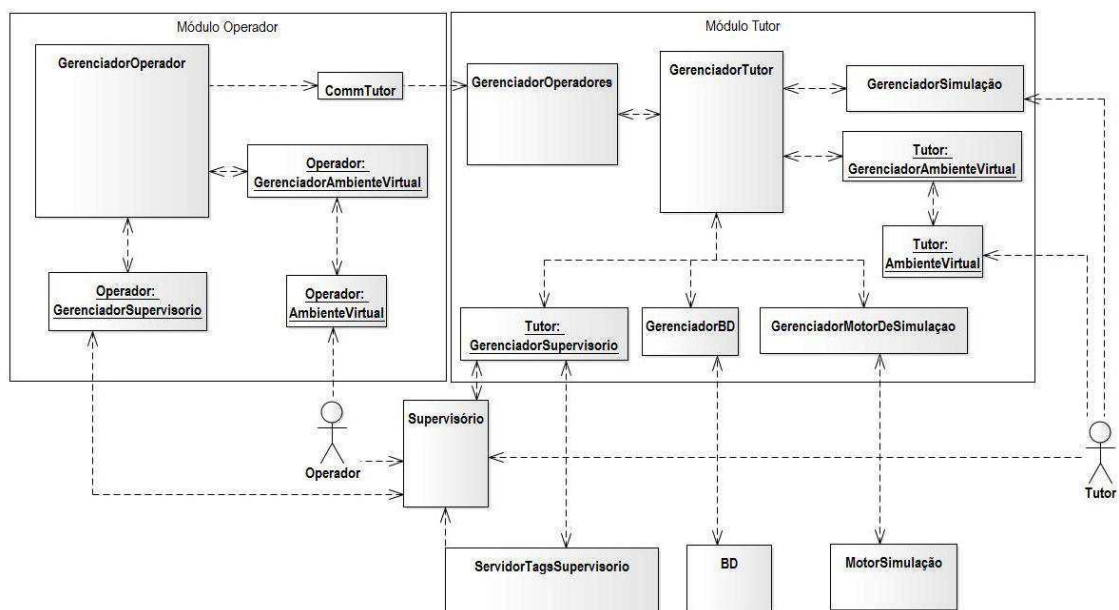 Módulo Operador
GerenciadorOperador
CommTutor
Operador:
GerenciadorAmbienteVirtual
Operador:
GerenciadorSupervisorio
Operador:
AmbienteVirtual
Módulo Tutor
GerenciadorOperadores
GerenciadorTutor
GerenciadorSimulação
Tutor:
GerenciadorAmbienteVirtual
Tutor:
AmbienteVirtual
Tutor:
GerenciadorSupervisorio
GerenciadorBD
GerenciadorMotorDeSimulaçao
Operador
Supervisório
Tutor
ServidorTagsSupervisorio
BD
MotorSimulação